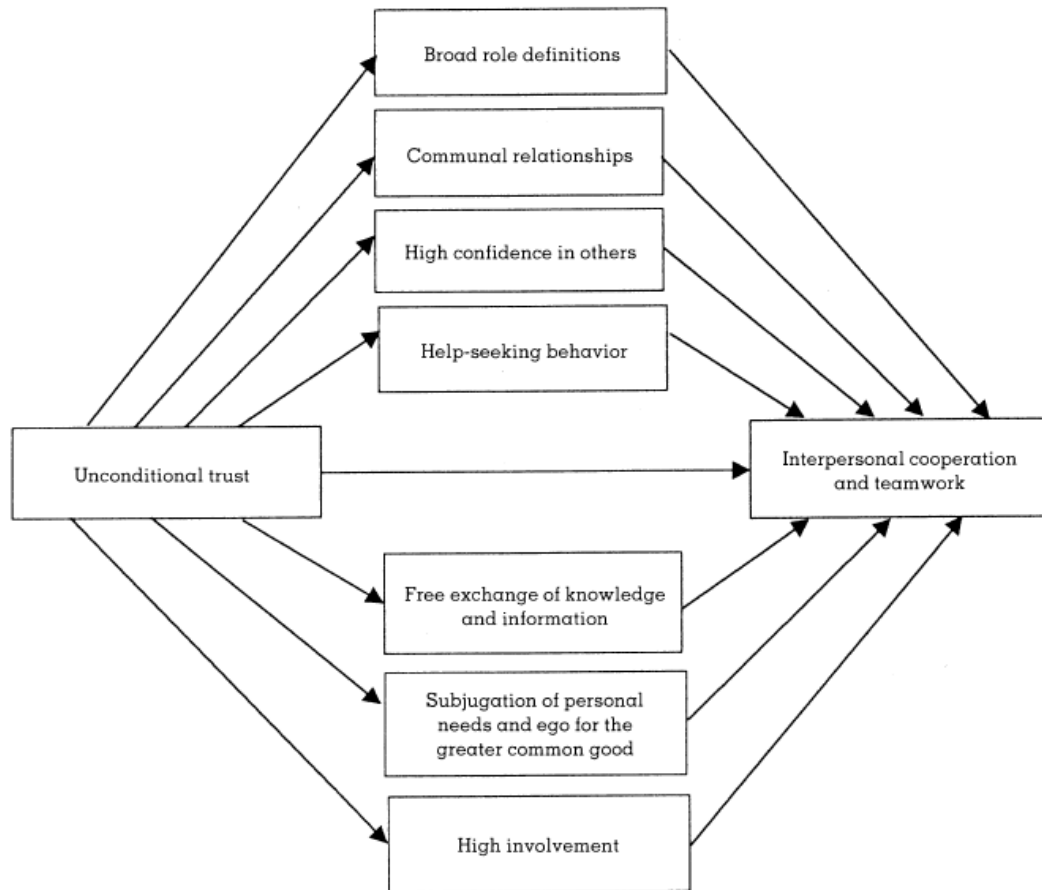 Broad role definitions
Communal relationships
High confidence in others
Help-seeking behavior
Unconditional trust
Interpersonal cooperation
and teamwork
Free exchange of knowledge
and information
Subjugation of personal
needs and ego for the
greater common good
High involvement